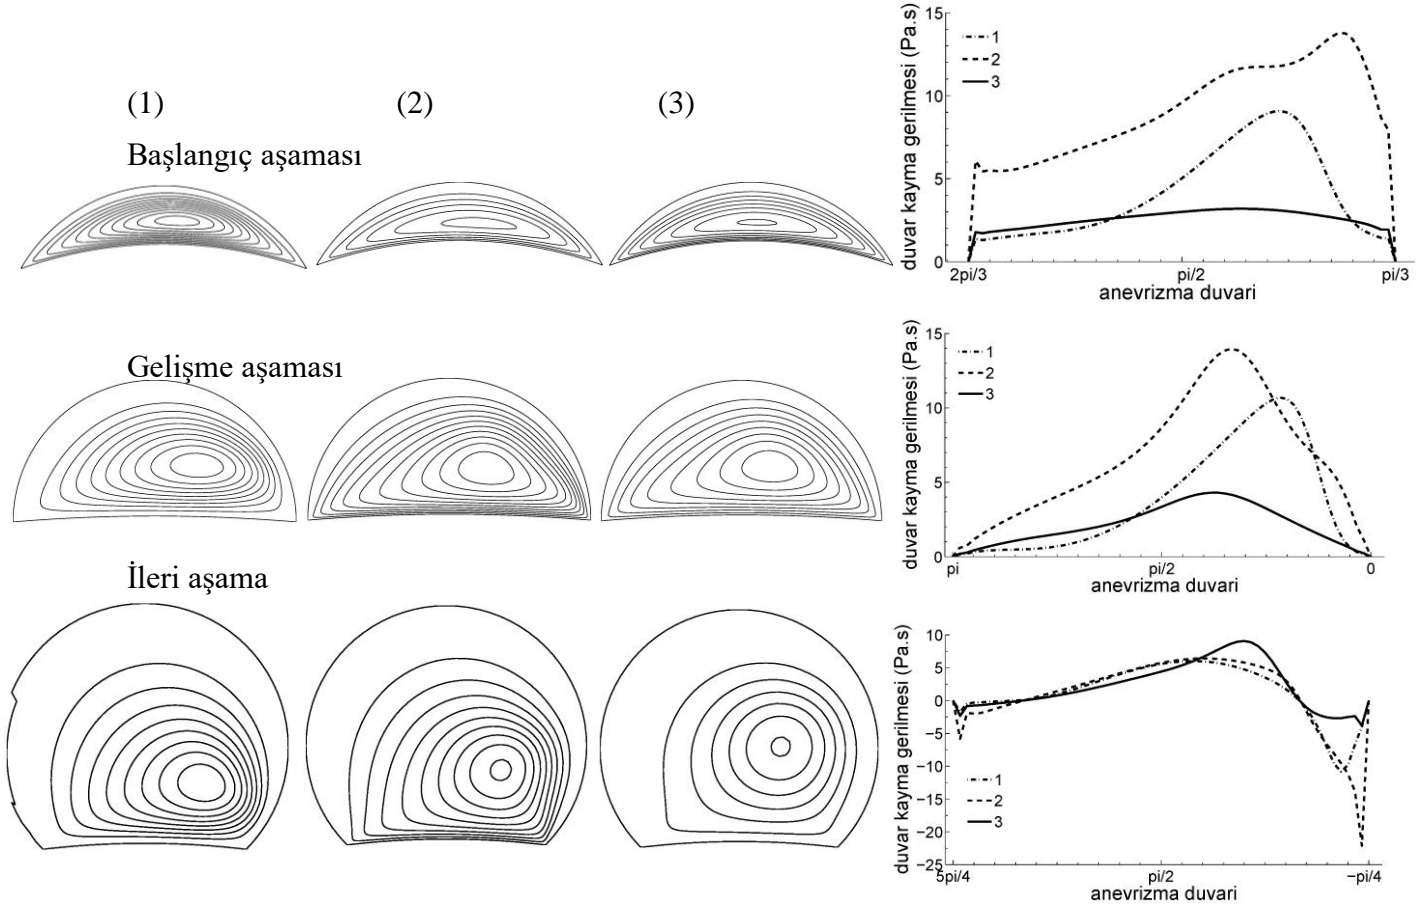 (1) (2) (3)
Başlangıç aşaması
Gelişme aşaması
İleri aşama
duvar kayma gerilmesi (Pa.s)
15
10
5
0
1
2
3
2pi/3 pi/2 pi/3
anevrizma duvari
duvar kayma gerilmesi (Pa.s)
15
10
5
0
1
2
3
pi pi/2 0
anevrizma duvari
duvar kayma gerilmesi (Pa.s)
10
5
0
−5
−10
−15
−20
−25
1
2
3
5pi/4 pi/2 −pi/4
anevrizma duvari